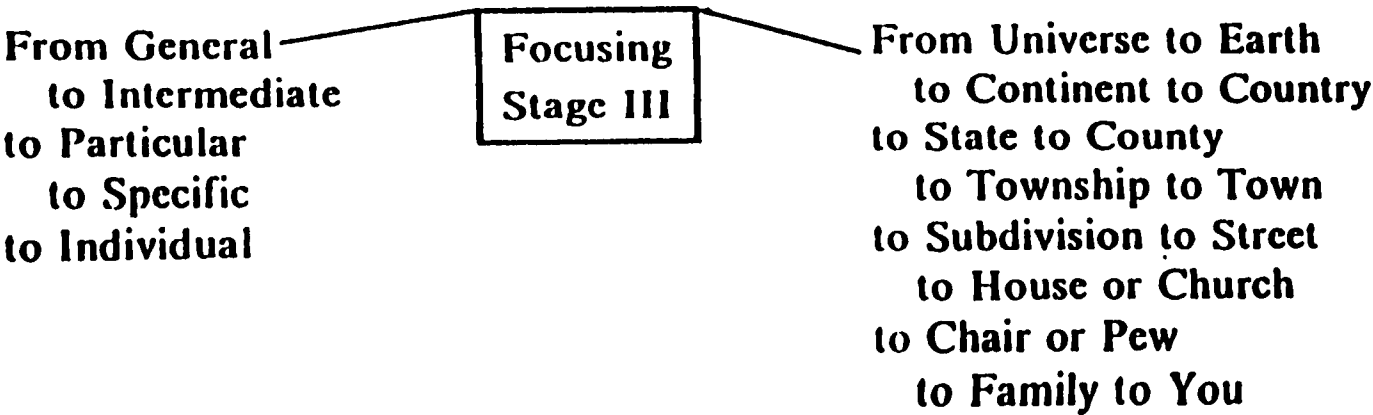 From General
to Intermediate
to Particular
to Specific
to Individual
Focusing
Stage III
From Universe to Earth
to Continent to Country
to State to County
to Township to Town
to Subdivision to Street
to House or Church
to Chair or Pew
to Family to You